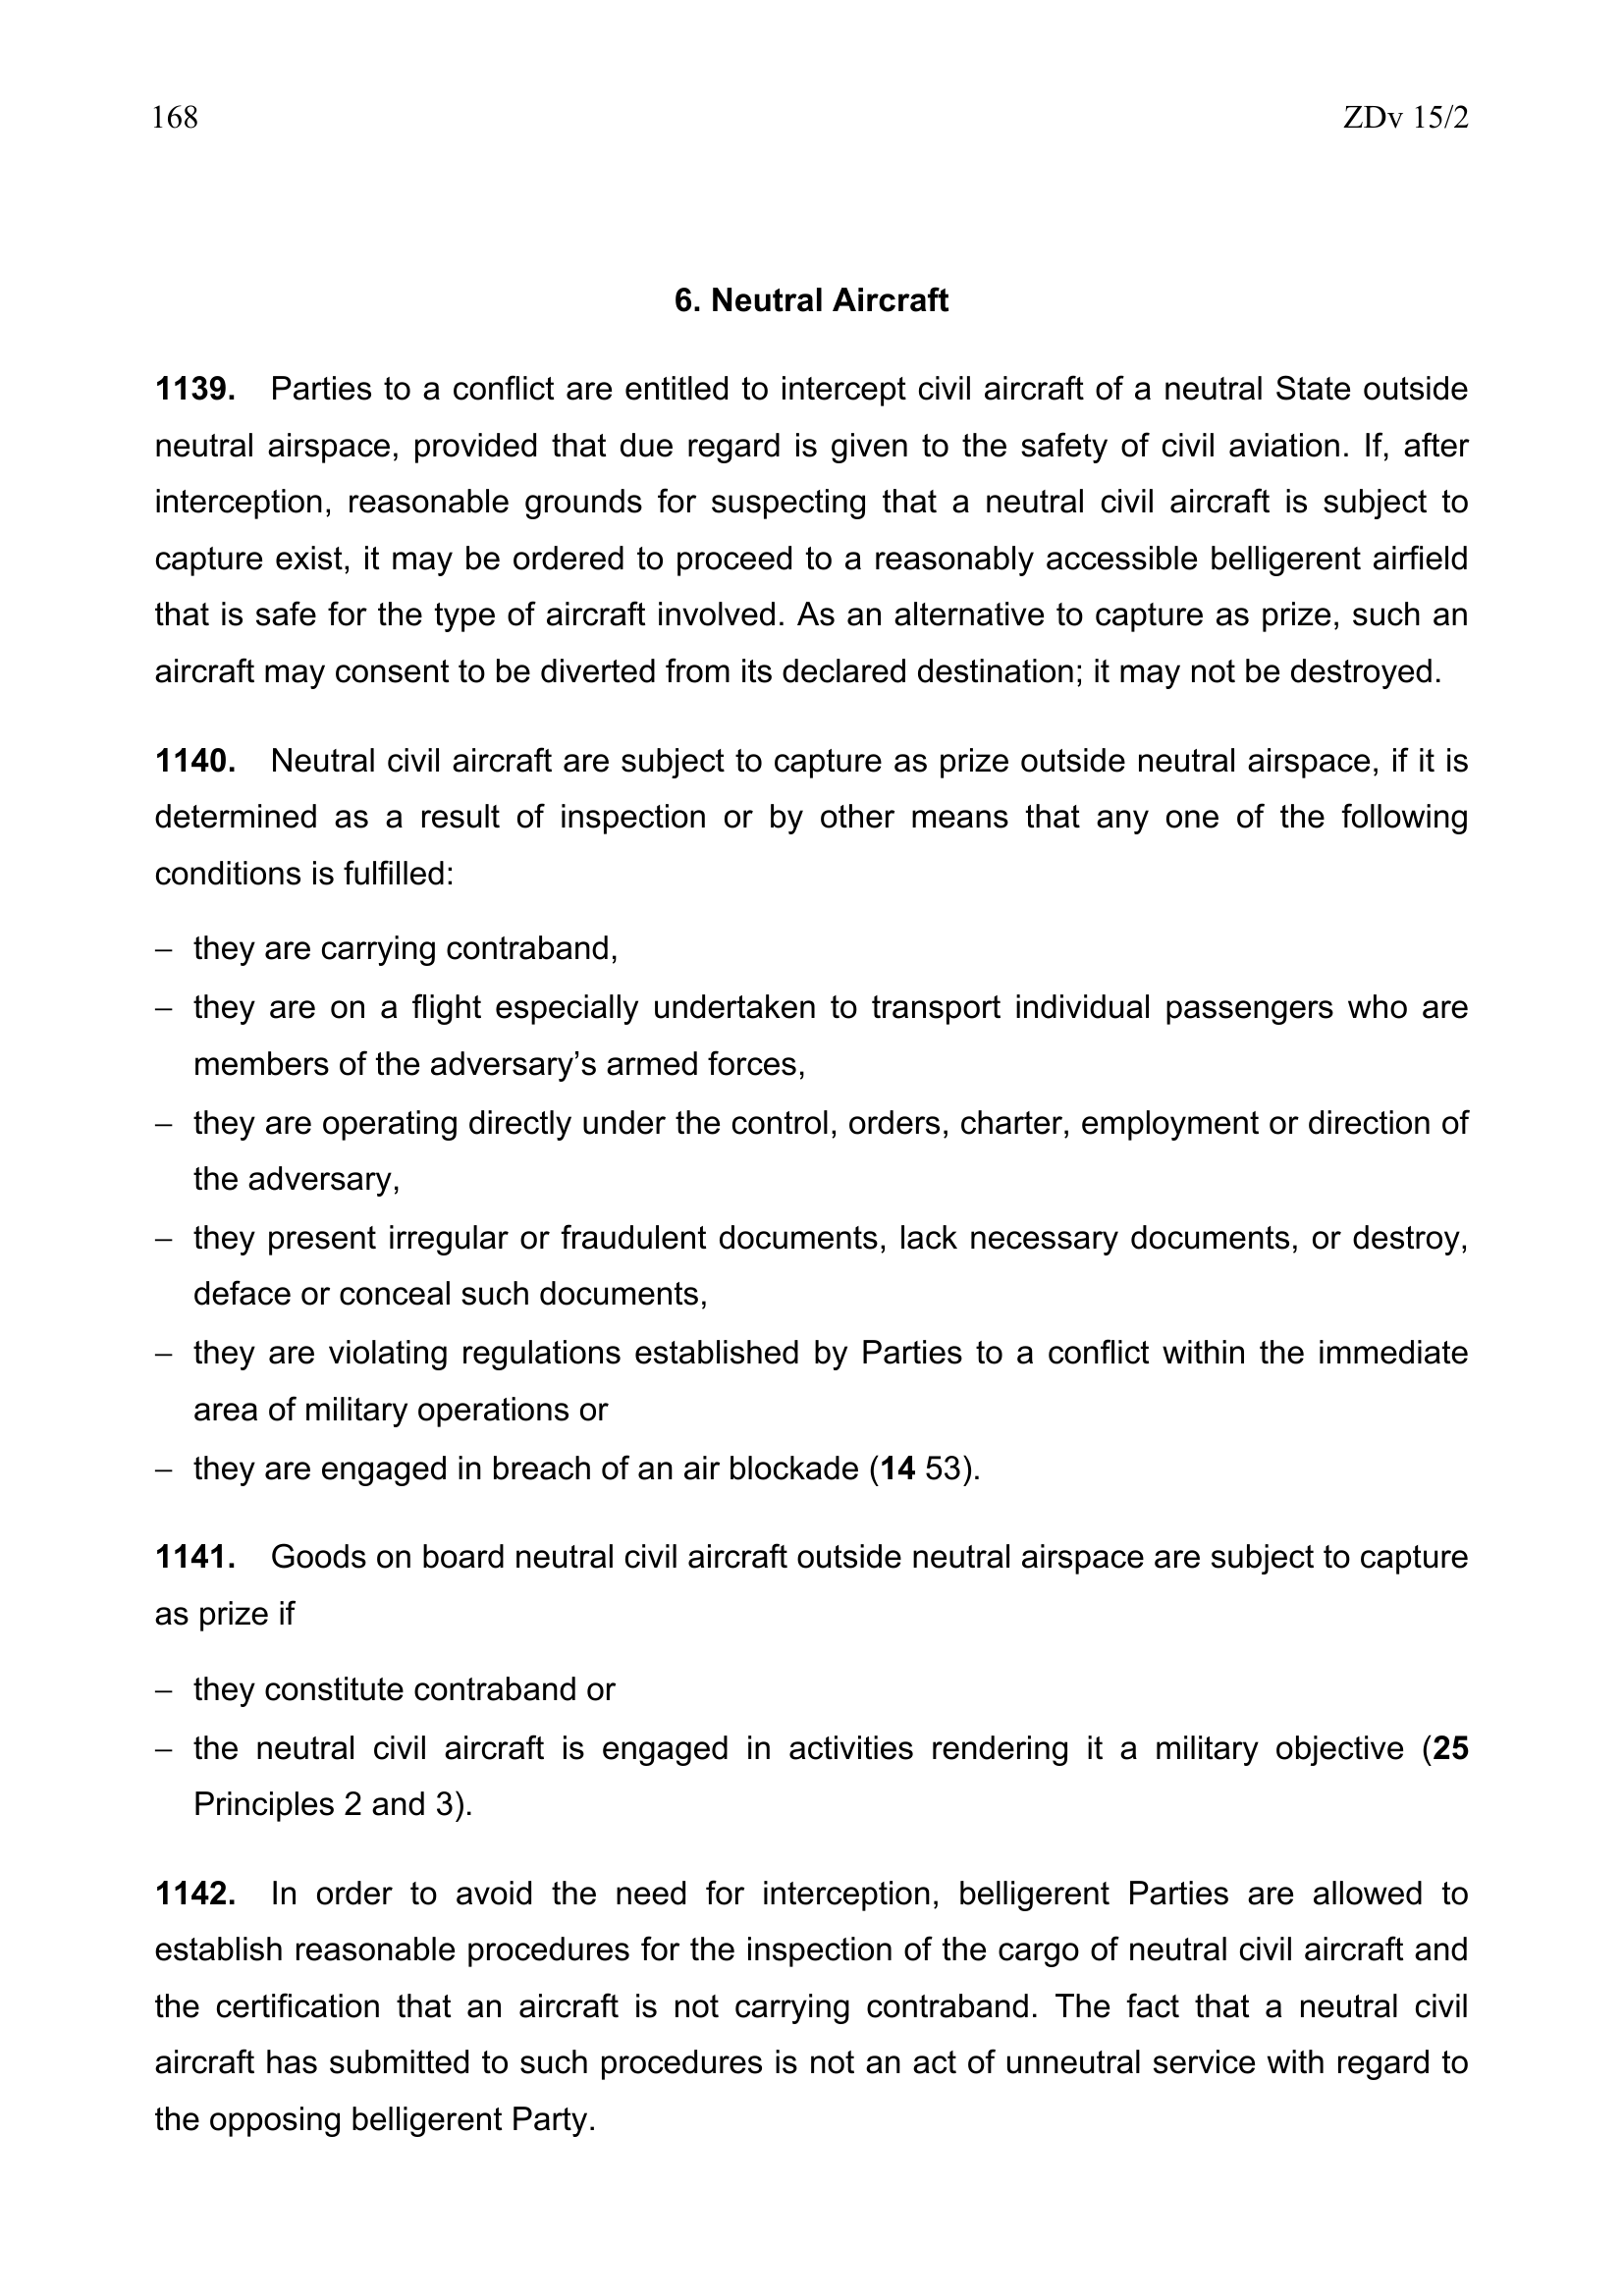 168 ZDv 15/2
6. Neutral Aircraft
1139. Parties to a conflict are entitled to intercept civil aircraft of a neutral State outside
neutral airspace, provided that due regard is given to the safety of civil aviation. If, after
interception, reasonable grounds for suspecting that a neutral civil aircraft is subject to
capture exist, it may be ordered to proceed to a reasonably accessible belligerent airfield
that is safe for the type of aircraft involved. As an alternative to capture as prize, such an
aircraft may consent to be diverted from its declared destination; it may not be destroyed.
1140. Neutral civil aircraft are subject to capture as prize outside neutral airspace, if it is
determined as a result of inspection or by other means that any one of the following
conditions is fulfilled:
– they are carrying contraband,
– they are on a flight especially undertaken to transport individual passengers who are
members of the adversary’s armed forces,
– they are operating directly under the control, orders, charter, employment or direction of
the adversary,
– they present irregular or fraudulent documents, lack necessary documents, or destroy,
deface or conceal such documents,
– they are violating regulations established by Parties to a conflict within the immediate
area of military operations or
– they are engaged in breach of an air blockade (14 53).
1141. Goods on board neutral civil aircraft outside neutral airspace are subject to capture
as prize if
– they constitute contraband or
– the neutral civil aircraft is engaged in activities rendering it a military objective (25
Principles 2 and 3).
1142. In order to avoid the need for interception, belligerent Parties are allowed to
establish reasonable procedures for the inspection of the cargo of neutral civil aircraft and
the certification that an aircraft is not carrying contraband. The fact that a neutral civil
aircraft has submitted to such procedures is not an act of unneutral service with regard to
the opposing belligerent Party.